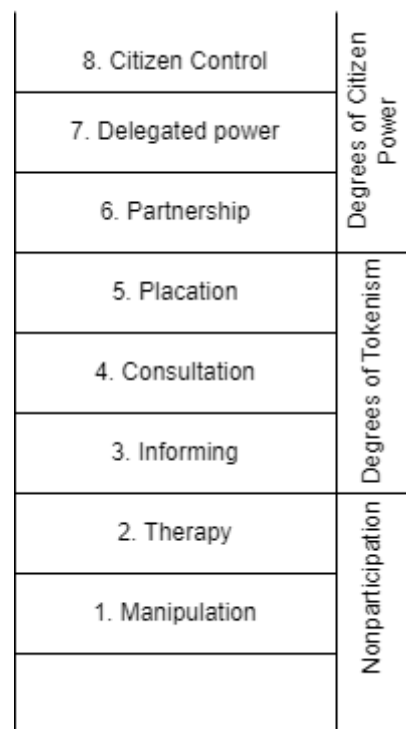 8. Citizen Control
7. Delegated power
6. Partnership
5. Placation
4. Consultation
3. Informing
2. Therapy
1. Manipulation
Degrees of Citizen
Power
Degrees of Tokenism
Nonparticipation